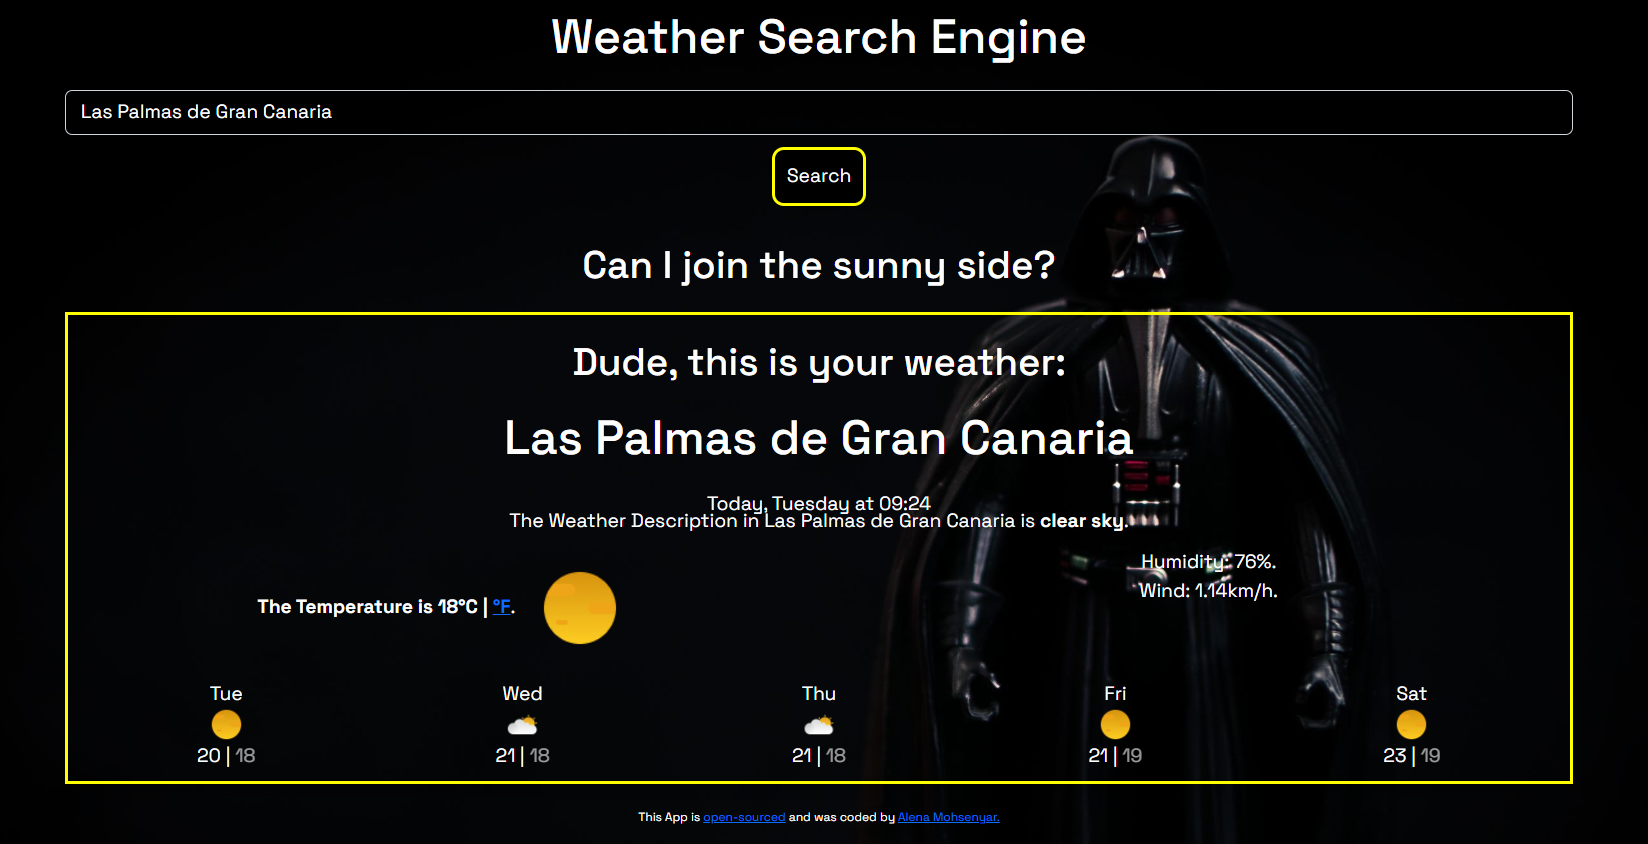 Weather Search Engine
Las Palmas de Gran Canaria
Search
Can I join the sunny side?
Dude, this is your weather:
Las Palmas de Gran Canaria
Today, Tuesday at 09:24
The Weather Description in Las Palmas de Gran Canaria is clear sky.
Humidity: 76%.
Wind: 1.14km/h.
The Temperature is 18°C | °F.
Tue Wed Thu Fri Sat
20 | 18 21 | 18 21 | 18 21 | 19 23 | 19
This App is open-sourced and was coded by Alena Mohsenyar.